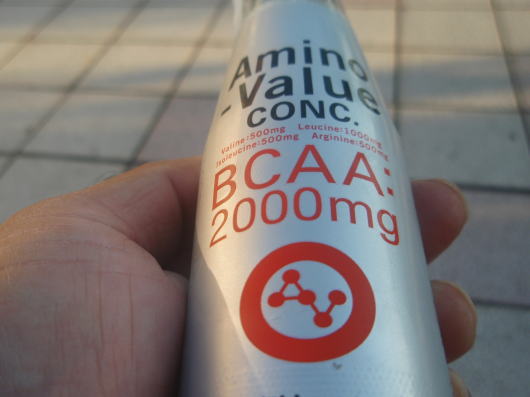 Amino
-Value
CONC.
Valine:500mg Leucine:1000mg
Isoleucine:500mg Arginine:500mg
BCAA:
2000mg